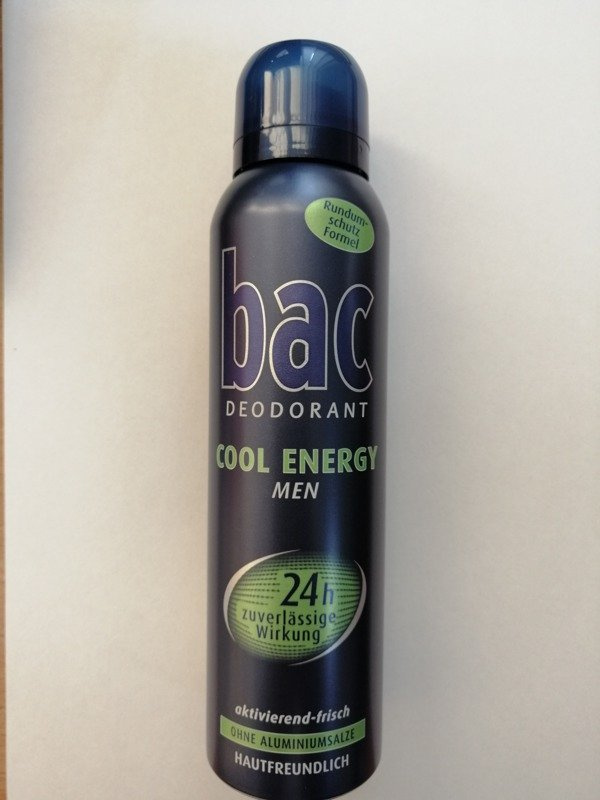 Rundum-
schutz
Formel
bac
DEODORANT
COOL ENERGY
MEN
24h
zuverlässige
Wirkung
aktivierend-frisch
OHNE ALUMINIUMSALZE
HAUTFREUNDLICH